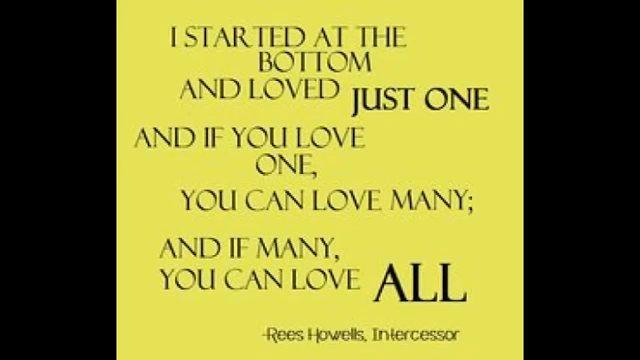 I STARTED AT THE
BOTTOM
AND LOVED JUST ONE
AND IF YOU LOVE
ONE,
YOU CAN LOVE MANY;
AND IF MANY,
YOU CAN LOVE ALL
-Rees Howells, Intercessor